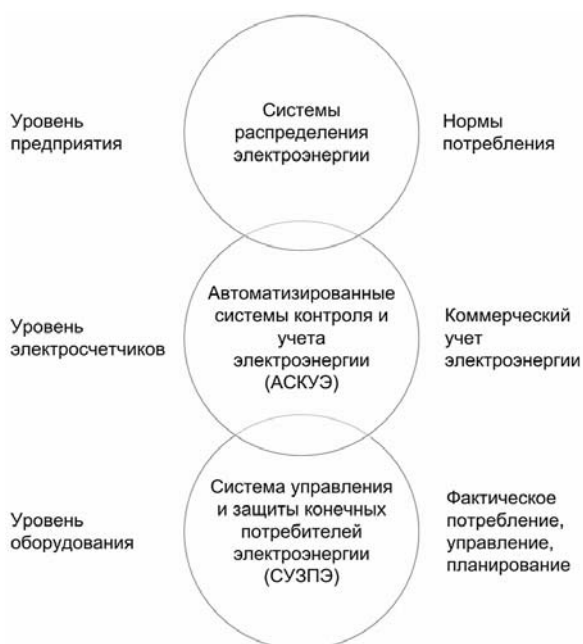 Уровень
предприятия
Системы
распределения
электроэнергии
Нормы
потребления
Уровень
электросчетчиков
Автоматизированные
системы контроля и
учета
электроэнергии
(АСКУЭ)
Коммерческий
учет
электроэнергии
Уровень
оборудования
Система управления
и защиты конечных
потребителей
электроэнергии
(СУЗПЭ)
Фактическое
потребление,
управление,
планирование